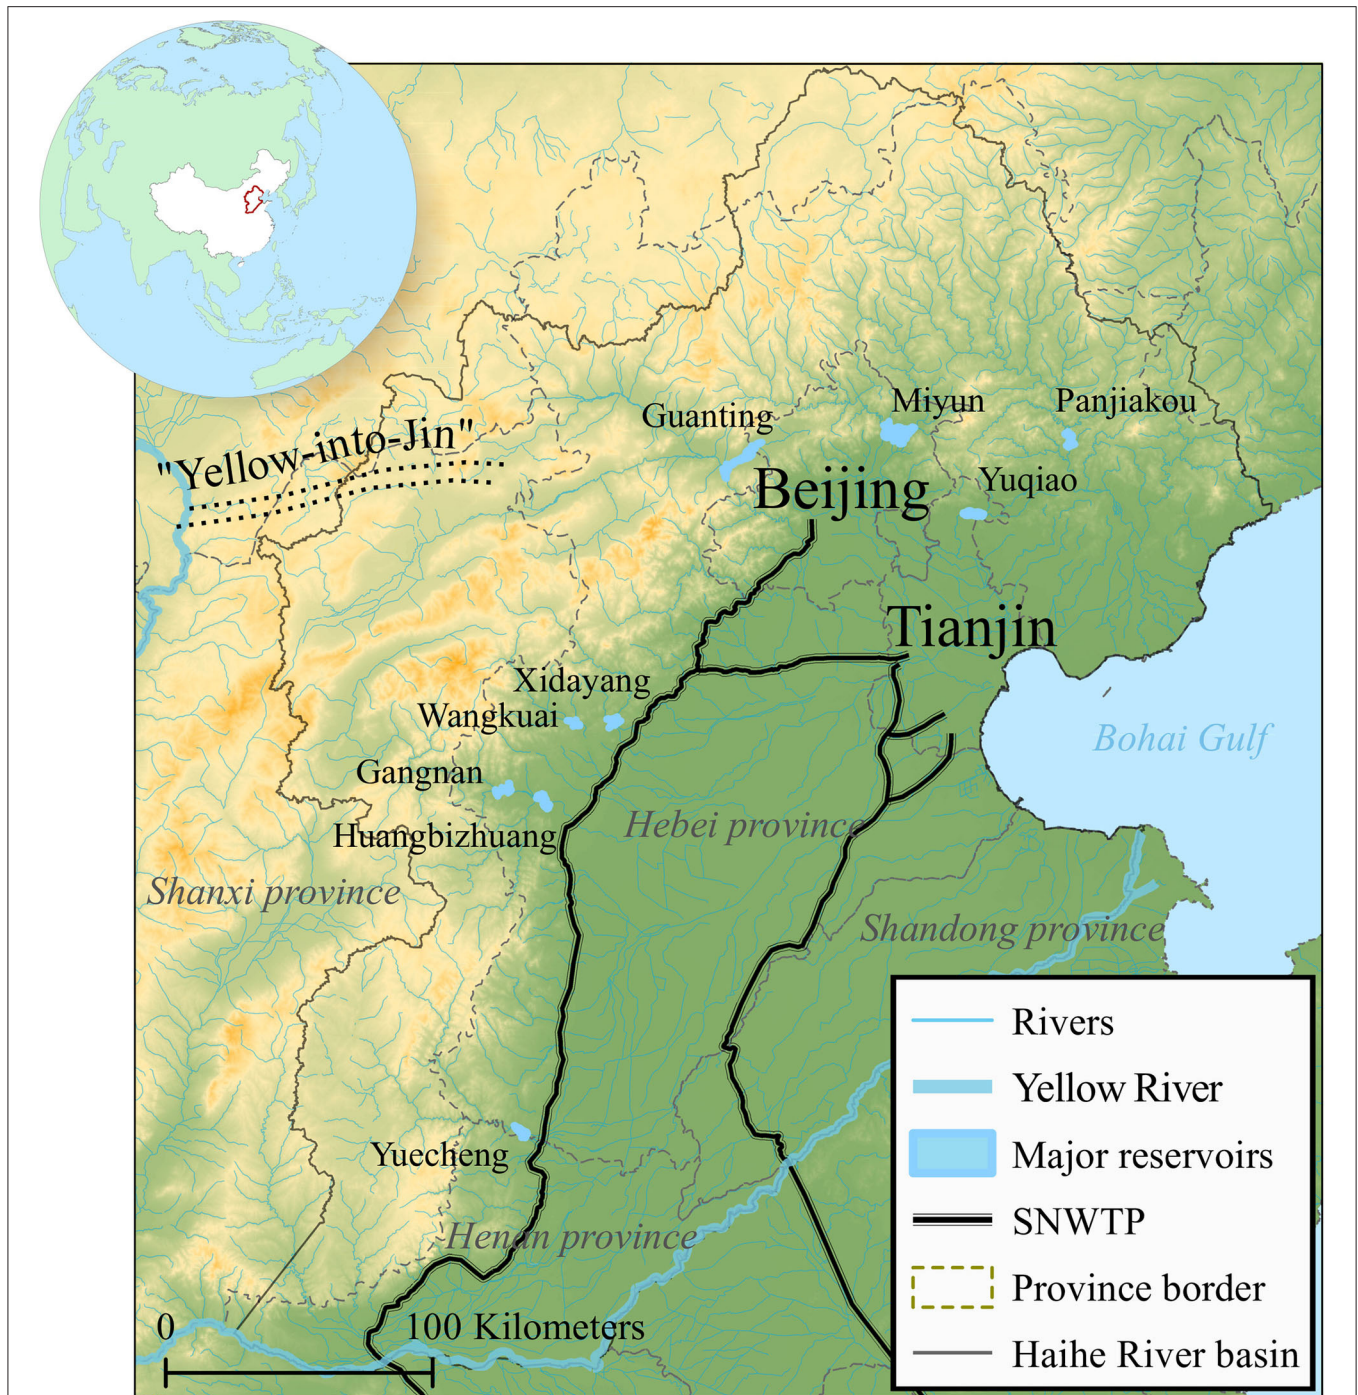 Guanting
Miyun
Panjiakou
"Yellow-into-Jin"
Beijing
Yuqiao
Tianjin
Xidayang
Wangkuai
Bohai Gulf
Gangnan
Hebei province
Huangbizhuang
Shanxi province
Shandong province
Yuecheng
Henan province
0
100 Kilometers
Rivers
Yellow River
Major reservoirs
SNWTP
Province border
Haihe River basin